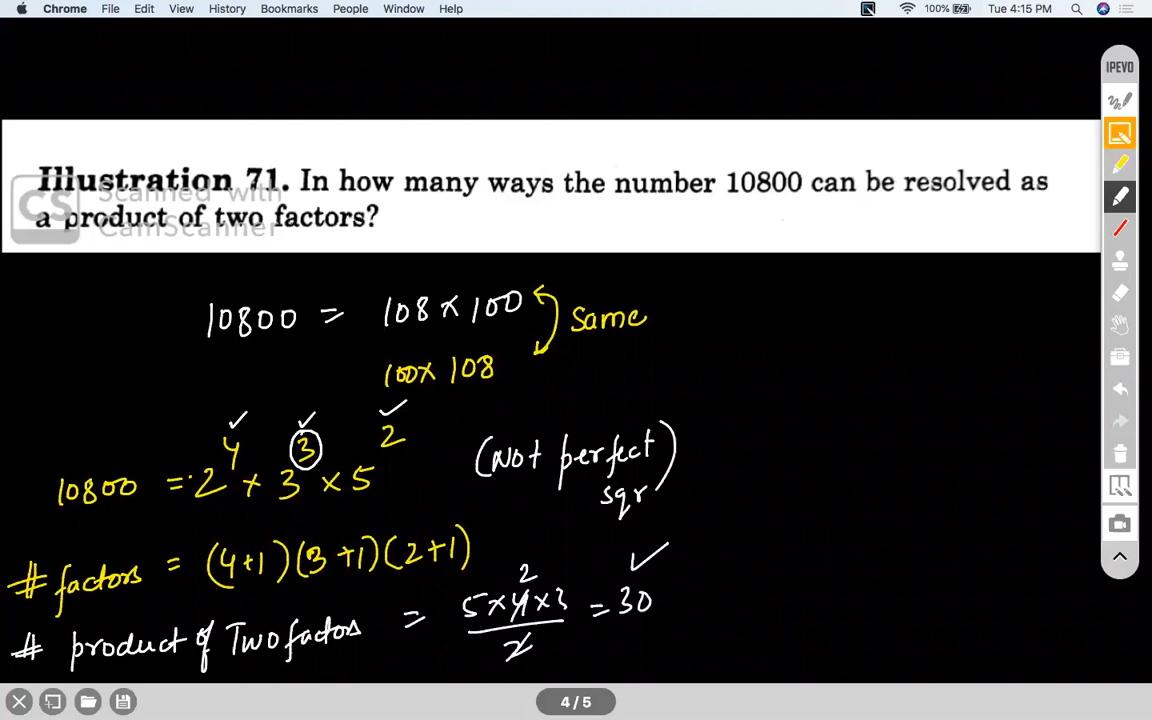 Chrome File Edit View History Bookmarks People Window Help 100% Tue 4:15 PM
IPEVO
Illustration 71. In how many ways the number 10800 can be resolved as
a product of two factors?
CS Scanned with
CamScanner
10800 = 108 × 100
Same
100 × 108
10800 = 2^4 × 3^3 × 5^2
(Not perfect
sqr)
# factors = (4+1)(3+1)(2+1)
# product of Two factors = 5×4×3/2 = 30
2
4/5